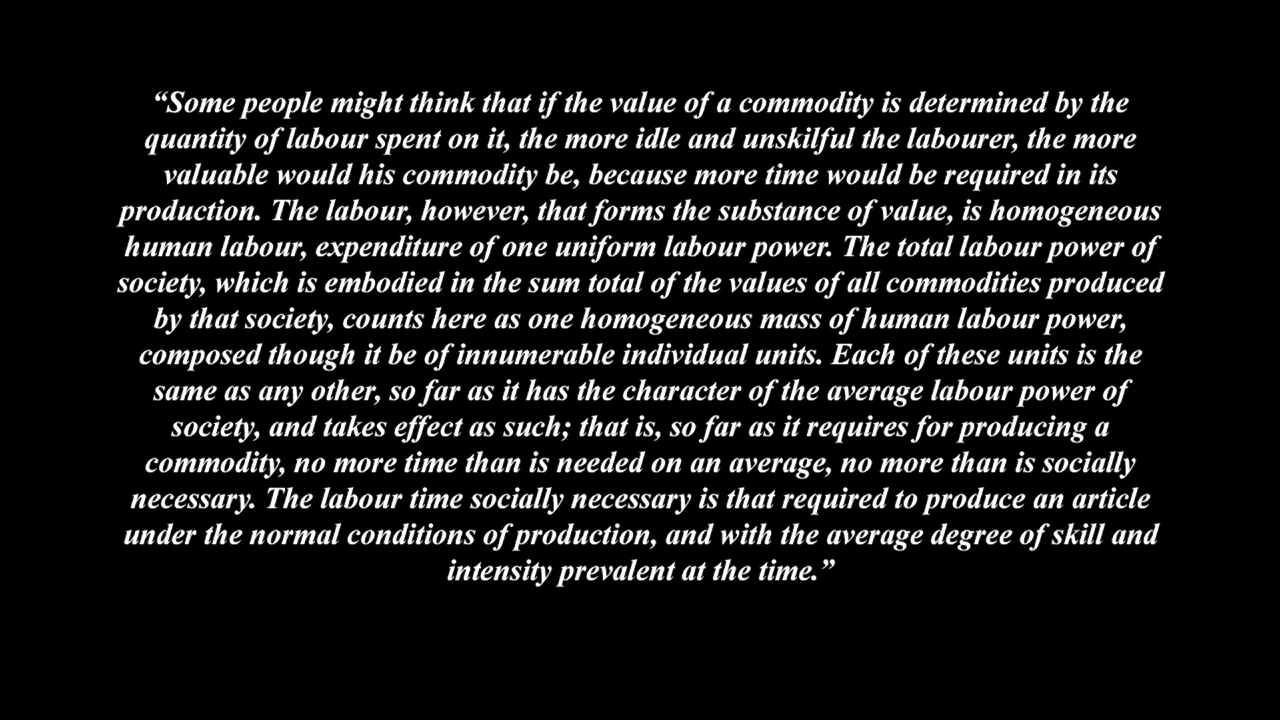 “Some people might think that if the value of a commodity is determined by the
quantity of labour spent on it, the more idle and unskilful the labourer, the more
valuable would his commodity be, because more time would be required in its
production. The labour, however, that forms the substance of value, is homogeneous
human labour, expenditure of one uniform labour power. The total labour power of
society, which is embodied in the sum total of the values of all commodities produced
by that society, counts here as one homogeneous mass of human labour power,
composed though it be of innumerable individual units. Each of these units is the
same as any other, so far as it has the character of the average labour power of
society, and takes effect as such; that is, so far as it requires for producing a
commodity, no more time than is needed on an average, no more than is socially
necessary. The labour time socially necessary is that required to produce an article
under the normal conditions of production, and with the average degree of skill and
intensity prevalent at the time.”